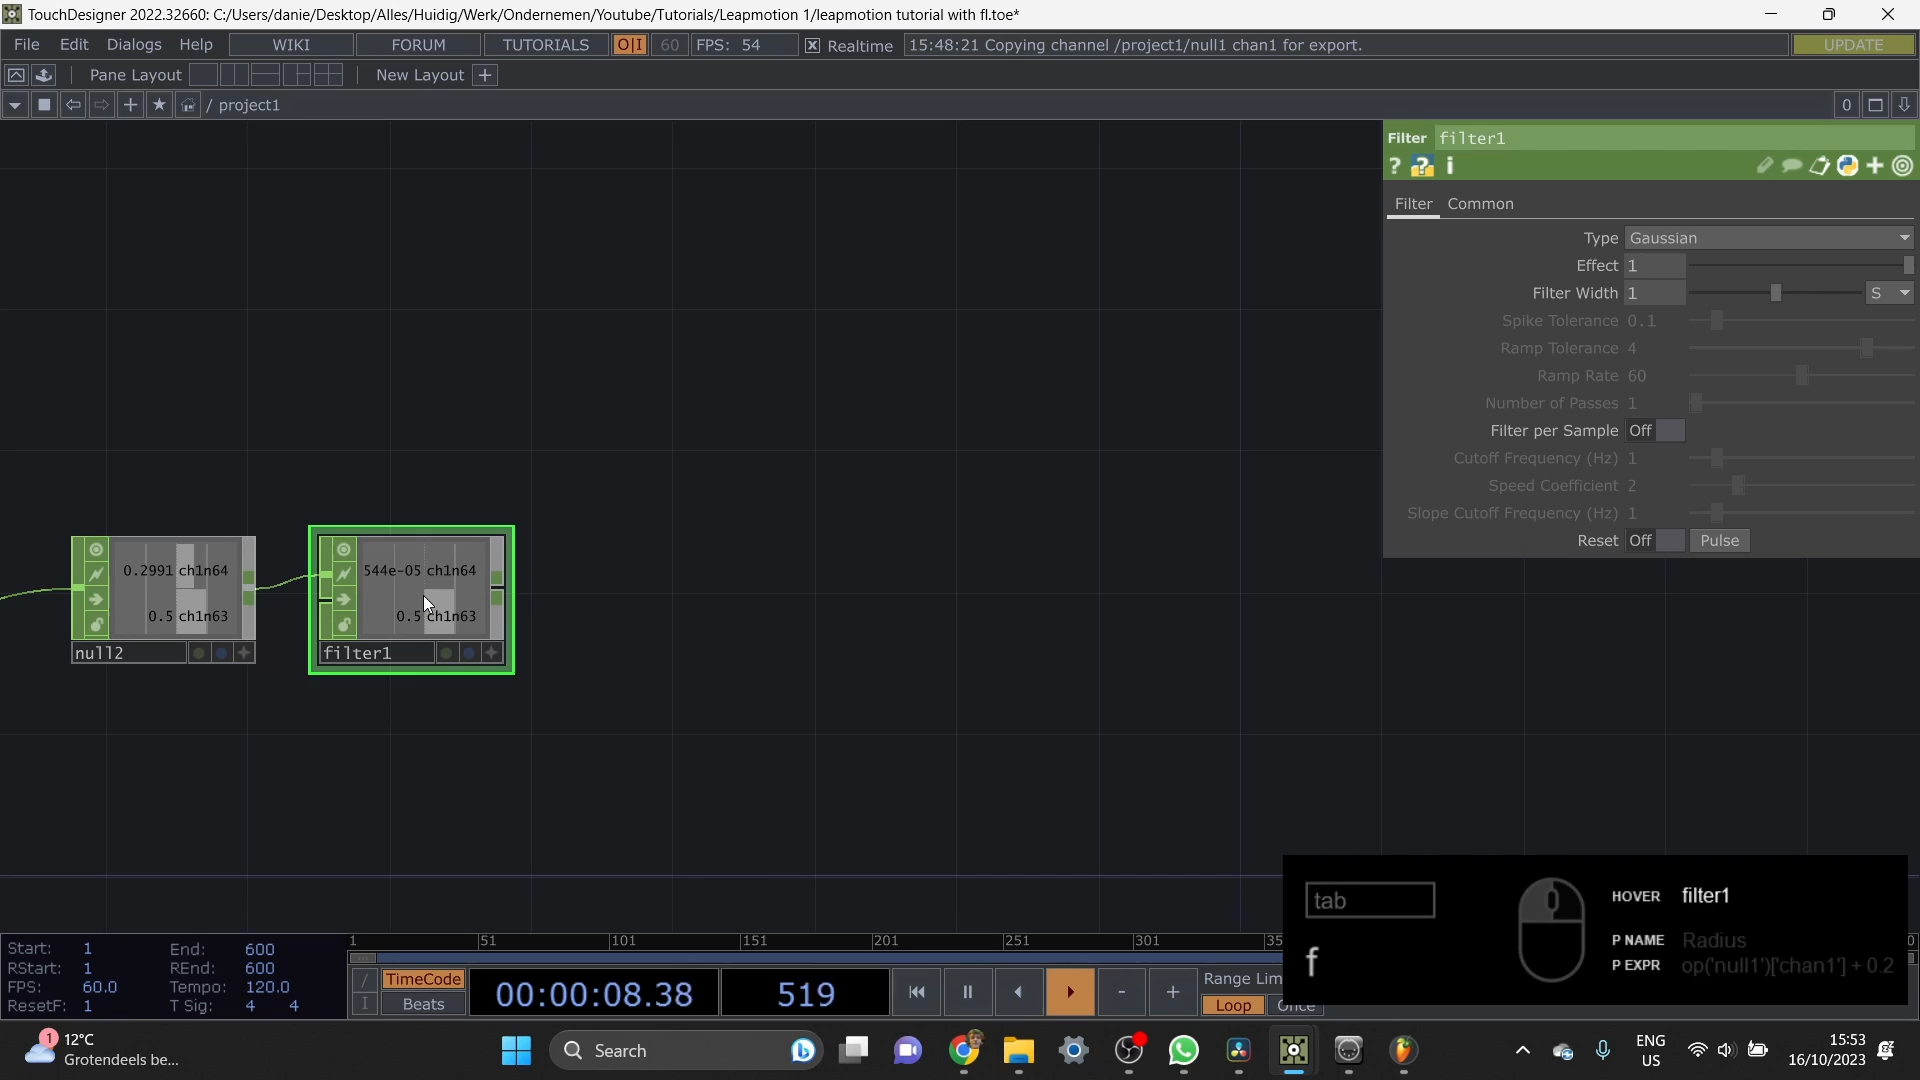 TouchDesigner 2022.32660: C:/Users/danie/Desktop/Alles/Huidig/Werk/Ondernemen/Youtube/Tutorials/Leapmotion 1/leapmotion tutorial with fl.toe*
File Edit Dialogs Help WIKI FORUM TUTORIALS O|I 60 FPS: 54 Realtime 15:48:21 Copying channel /project1/null1 chan1 for export. UPDATE
Pane Layout New Layout +
/ project1 0
Filter filter1
? ? i
Filter Common
Type Gaussian
Effect 1
Filter Width 1 S
Spike Tolerance 0.1
Ramp Tolerance 4
Ramp Rate 60
Number of Passes 1
Filter per Sample Off
Cutoff Frequency (Hz) 1
Speed Coefficient 2
Slope Cutoff Frequency (Hz) 1
Reset Off Pulse
0.2991 ch1n64
0.5 ch1n63
null2
544e-05 ch1n64
0.5 ch1n63
filter1
tab
f
HOVER filter1
P NAME Radius
P EXPR op('null1')['chan1'] + 0.2
Start: 1 End: 600
RStart: 1 REnd: 600
FPS: 60.0 Tempo: 120.0
ResetF: 1 T Sig: 4 4
1 51 101 151 201 251 301 35
TimeCode
Beats
00:00:08.38
519
- +
Range Lim
Loop Once
1
12°C
Grotendeels be...
Search
ENG
US
15:53
16/10/2023